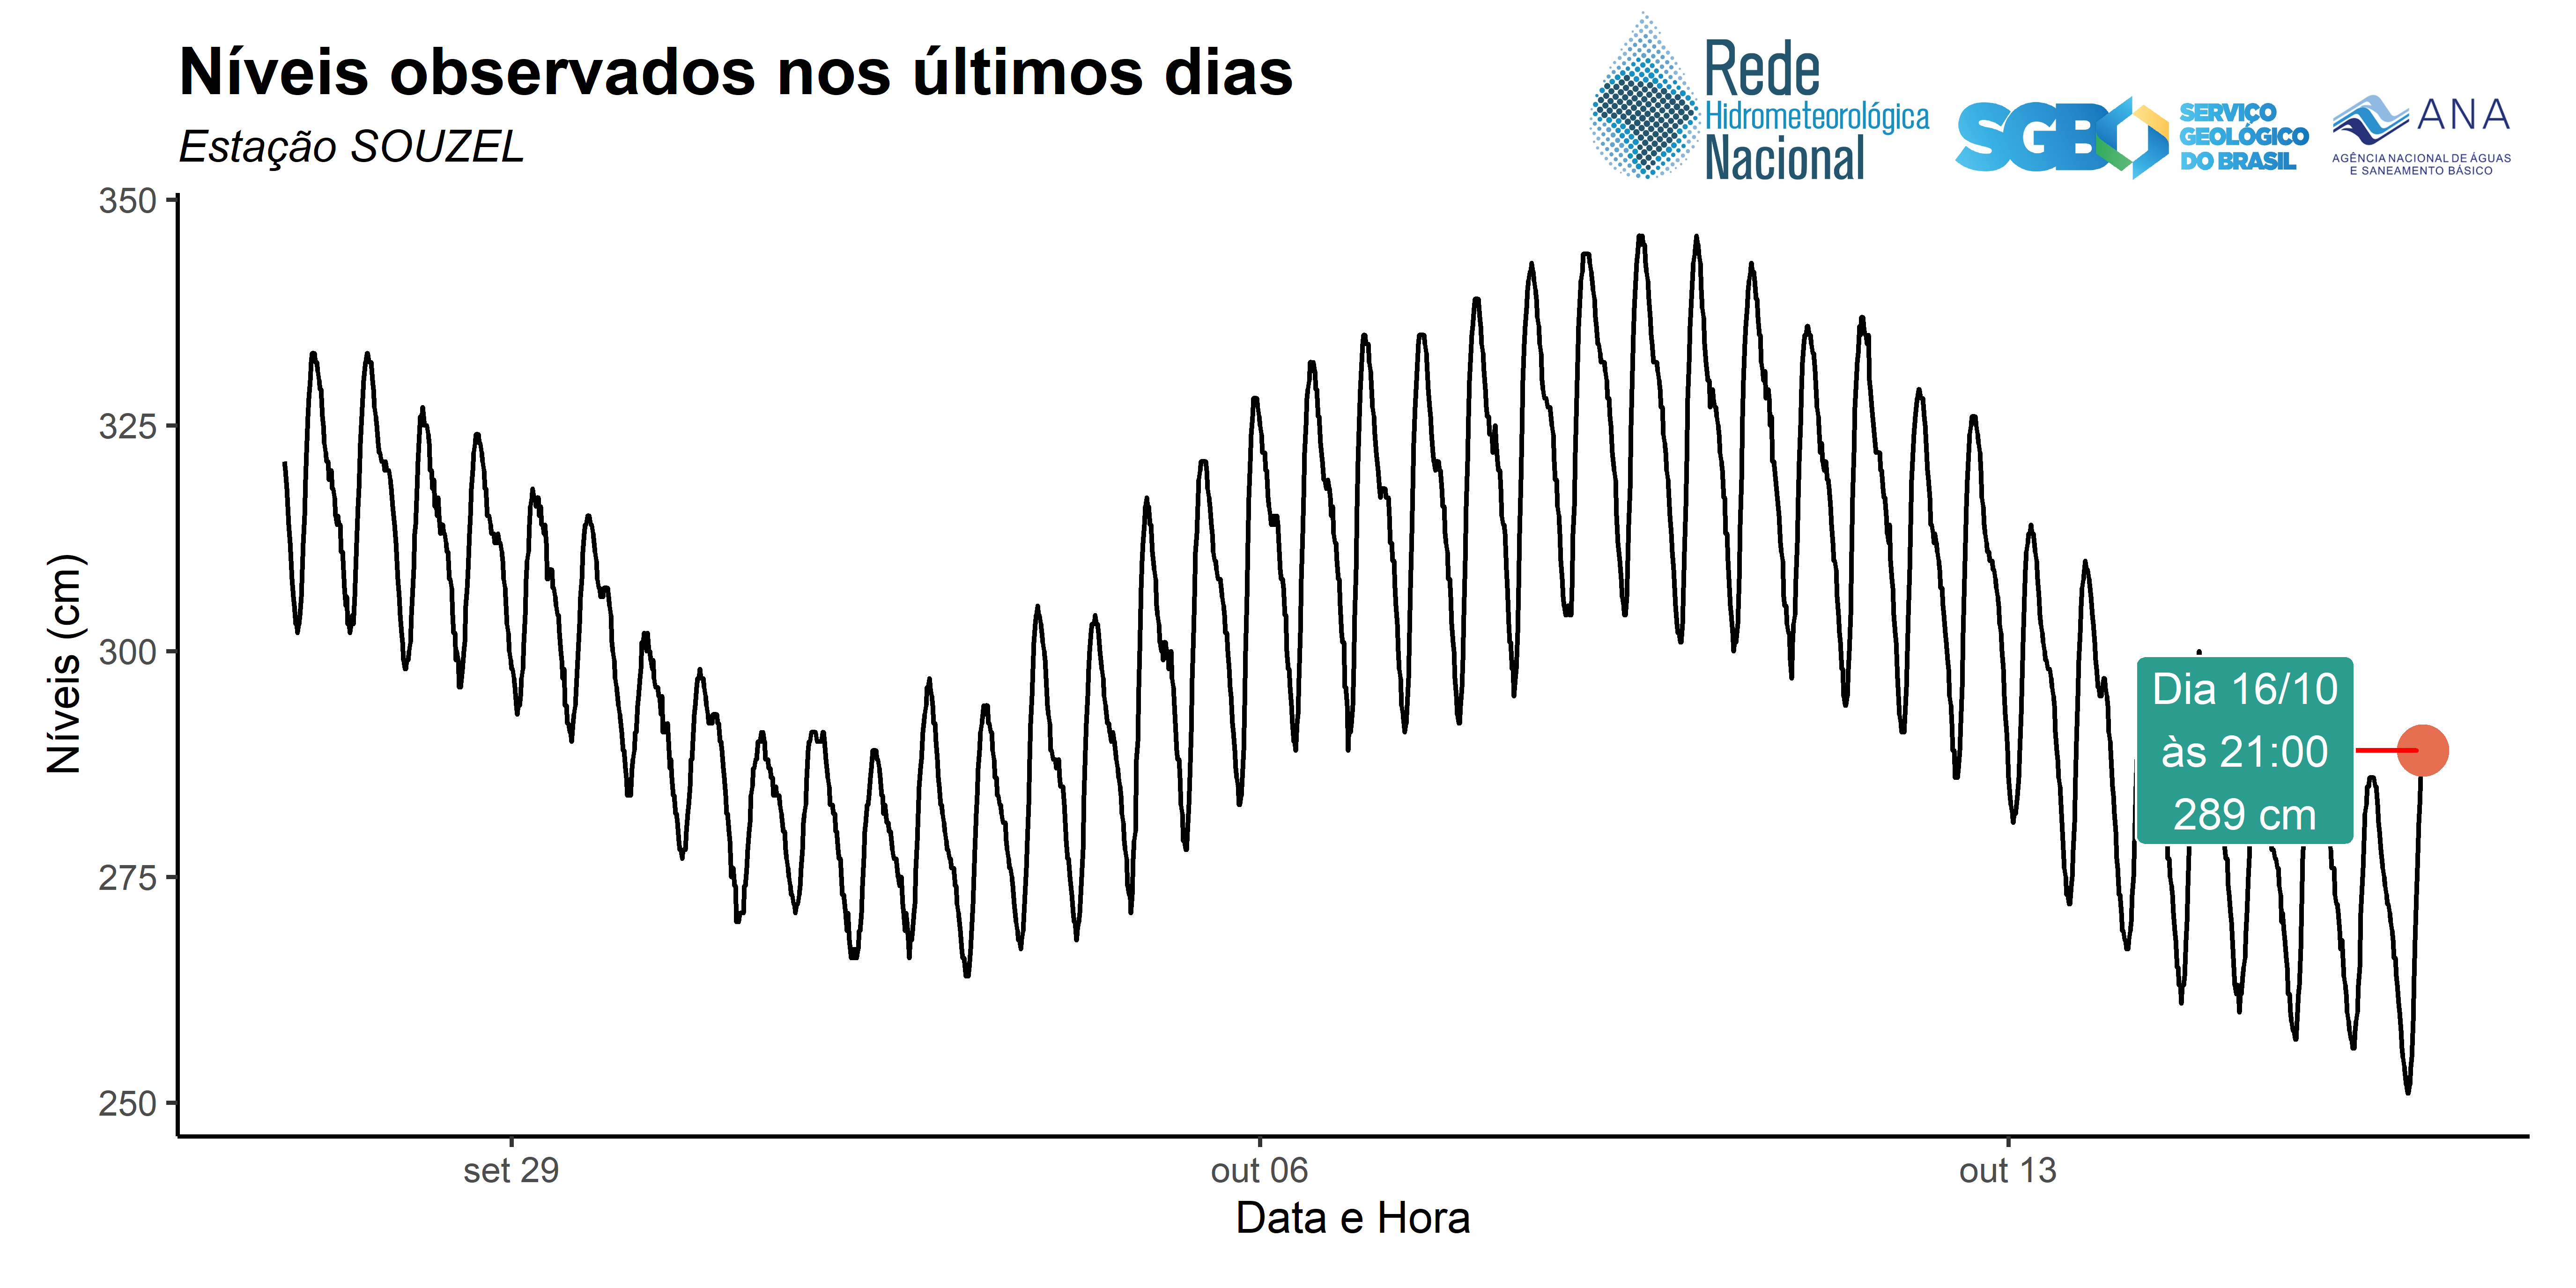 Níveis observados nos últimos dias
Estação SOUZEL
Rede
Hidrometeorológica
Nacional
SGB
SERVIÇO
GEOLÓGICO
DO BRASIL
ANA
AGÊNCIA NACIONAL DE ÁGUAS
E SANEAMENTO BÁSICO
350
325
300
275
250
Níveis (cm)
Dia 16/10
às 21:00
289 cm
set 29
out 06
out 13
Data e Hora